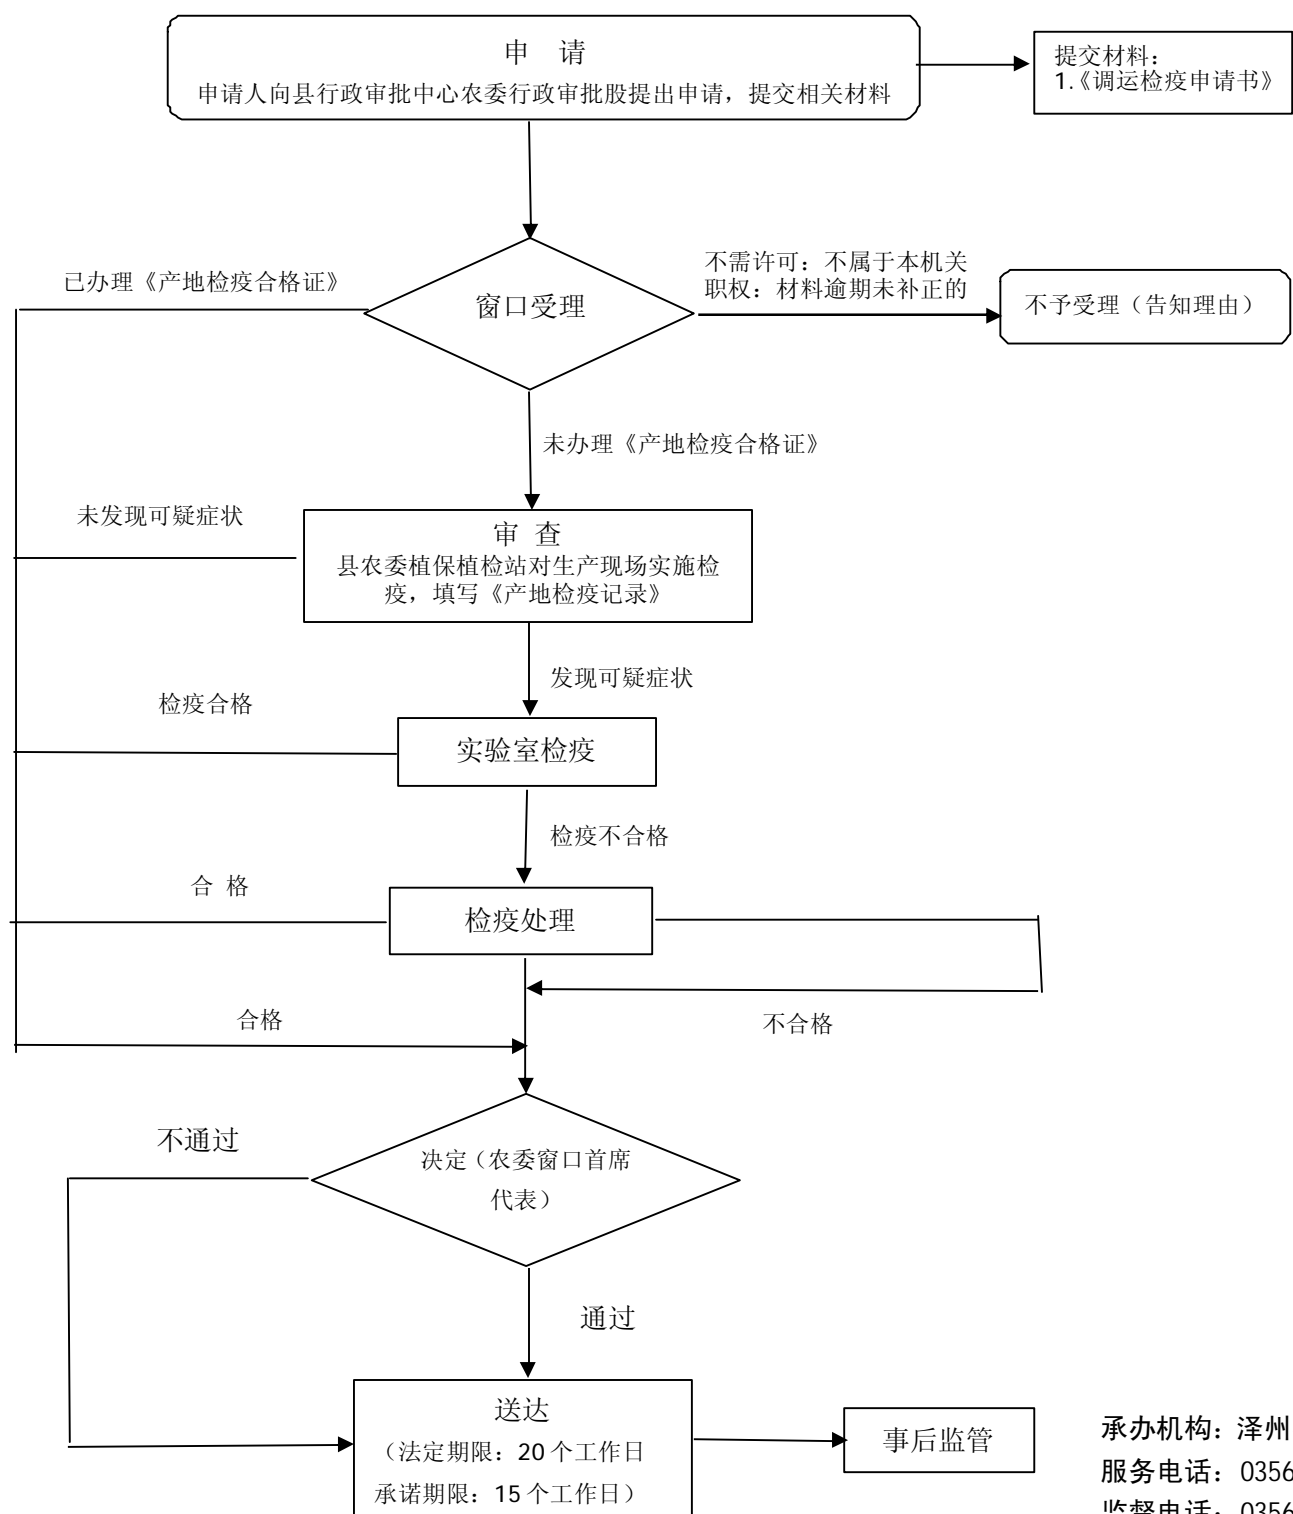 申 请
申请人向县行政审批中心农委行政审批股提出申请，提交相关材料
提交材料：
1.《调运检疫申请书》
已办理《产地检疫合格证》
窗口受理
不需许可：不属于本机关
职权：材料逾期未补正的
不予受理（告知理由）
未办理《产地检疫合格证》
未发现可疑症状
审 查
县农委植保植检站对生产现场实施检
疫，填写《产地检疫记录》
发现可疑症状
检疫合格
实验室检疫
检疫不合格
合 格
检疫处理
合格
不合格
不通过
决定（农委窗口首席
代表）
通过
送达
（法定期限：20个工作日
承诺期限：15个工作日）
事后监管
承办机构：泽州
服务电话：0356
监督电话：0356